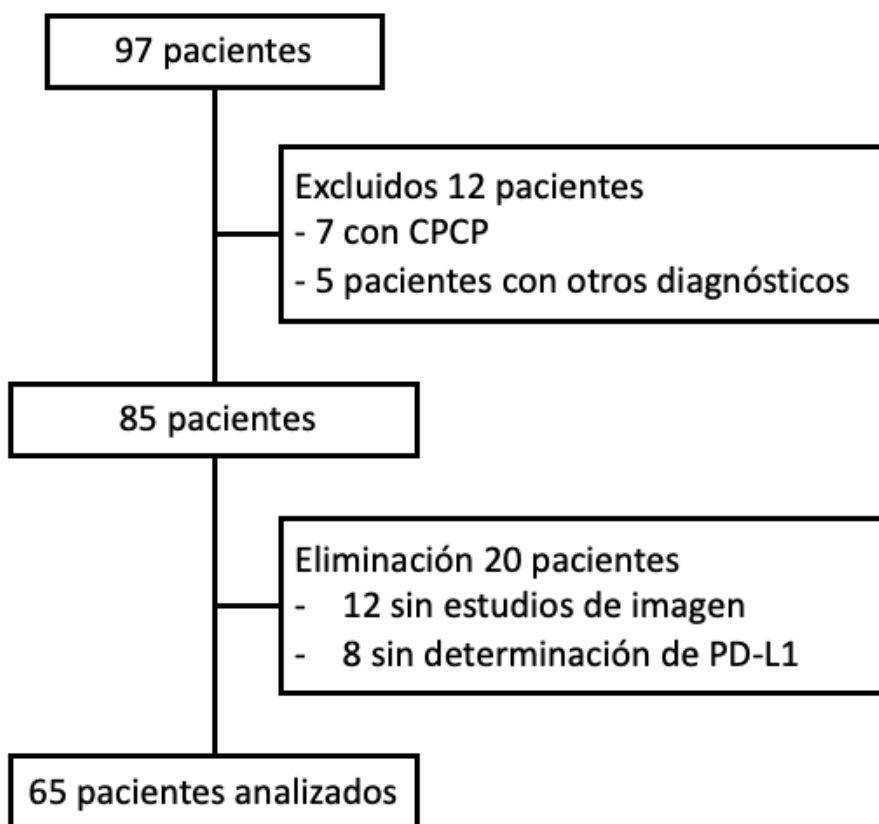 97 pacientes
Excluidos 12 pacientes
- 7 con CPCP
- 5 pacientes con otros diagnósticos
85 pacientes
Eliminación 20 pacientes
- 12 sin estudios de imagen
- 8 sin determinación de PD-L1
65 pacientes analizados